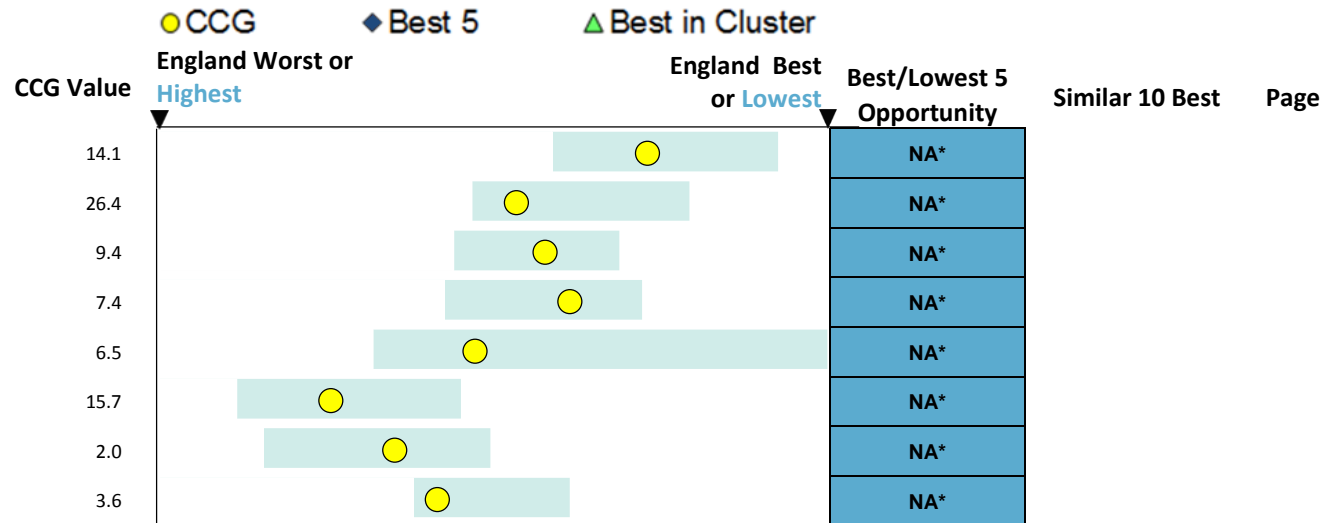 CCG Best 5 Best in Cluster
CCG Value England Worst or Highest England Best or Lowest Best/Lowest 5 Opportunity Similar 10 Best Page
14.1 NA*
26.4 NA*
9.4 NA*
7.4 NA*
6.5 NA*
15.7 NA*
2.0 NA*
3.6 NA*